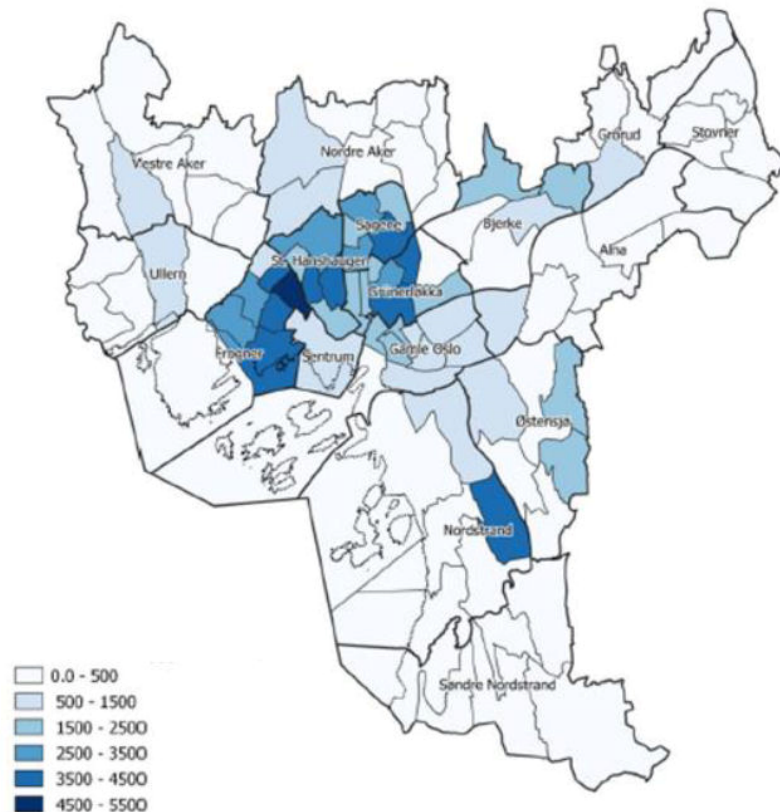 Grorud
Stovner
Nordre Aker
Vestre Aker
Sagene
Bjerke
Alna
St. Hanshaugen
Ullern
Grünerløkka
Frogner
Sentrum
Gamle Oslo
Østensjø
Nordstrand
Søndre Nordstrand
0.0 - 500
500 - 1500
1500 - 2500
2500 - 3500
3500 - 4500
4500 - 5500